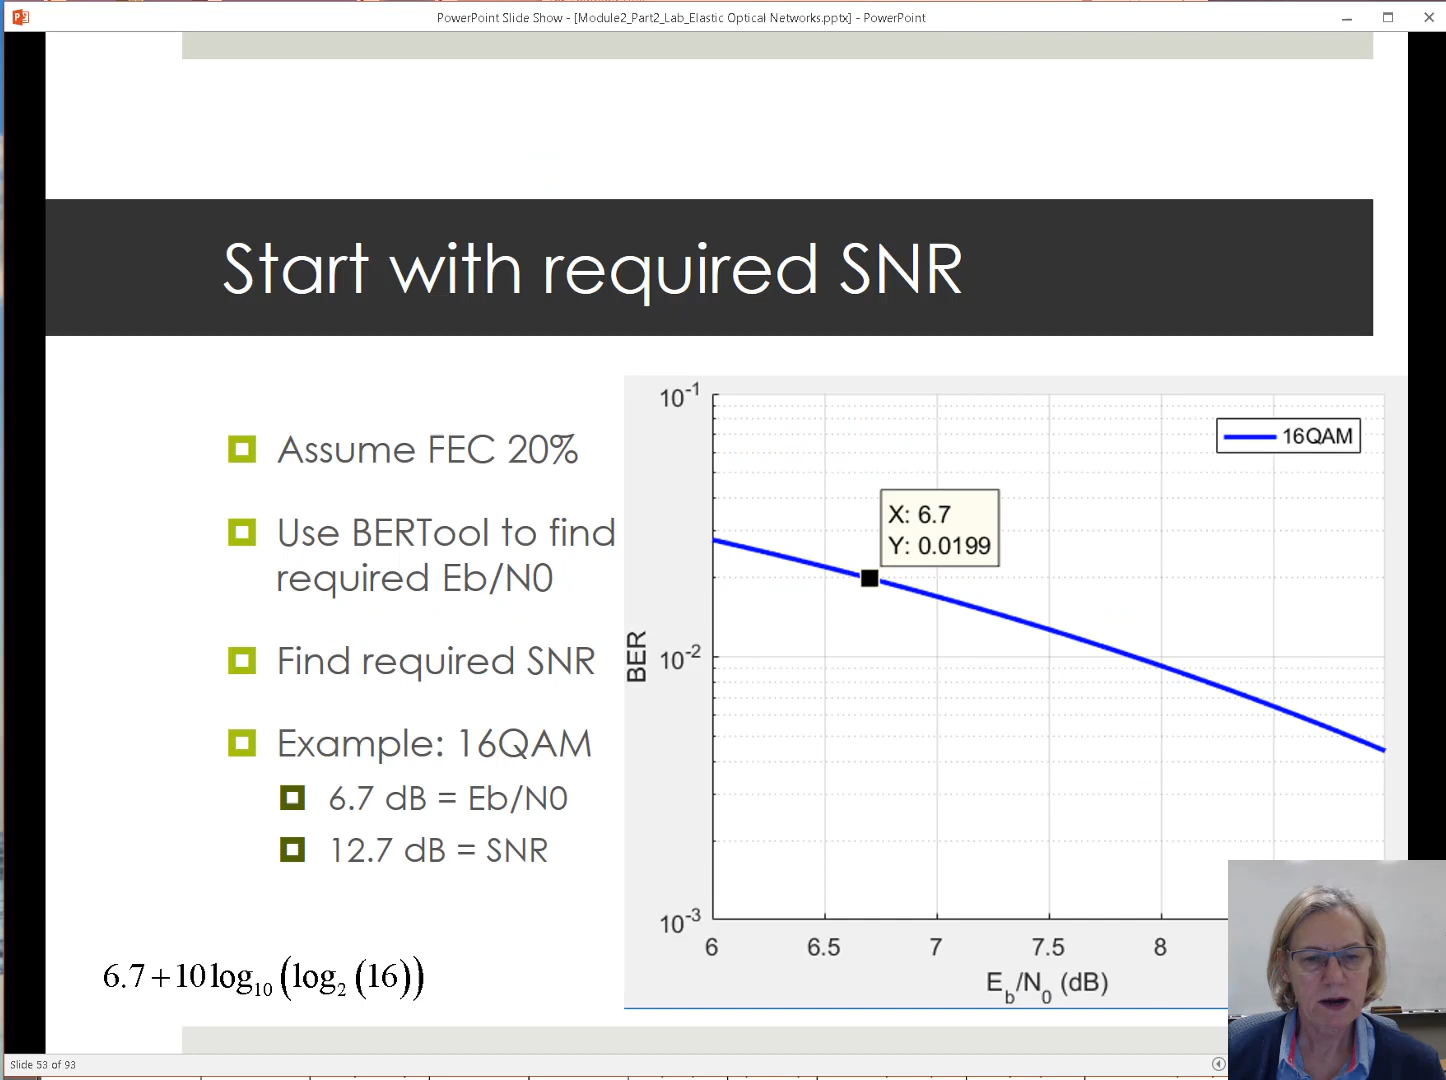 PowerPoint Slide Show - [Module2_Part2_Lab_Elastic Optical Networks.pptx] - PowerPoint
Start with required SNR
Assume FEC 20%
Use BERTool to find
required Eb/N0
Find required SNR
Example: 16QAM
6.7 dB = Eb/N0
12.7 dB = SNR
6.7+10log₁₀(log₂(16))
16QAM
X: 6.7
Y: 0.0199
BER
10⁻¹
10⁻²
10⁻³
6 6.5 7 7.5 8
E_b/N_0 (dB)
Slide 53 of 93